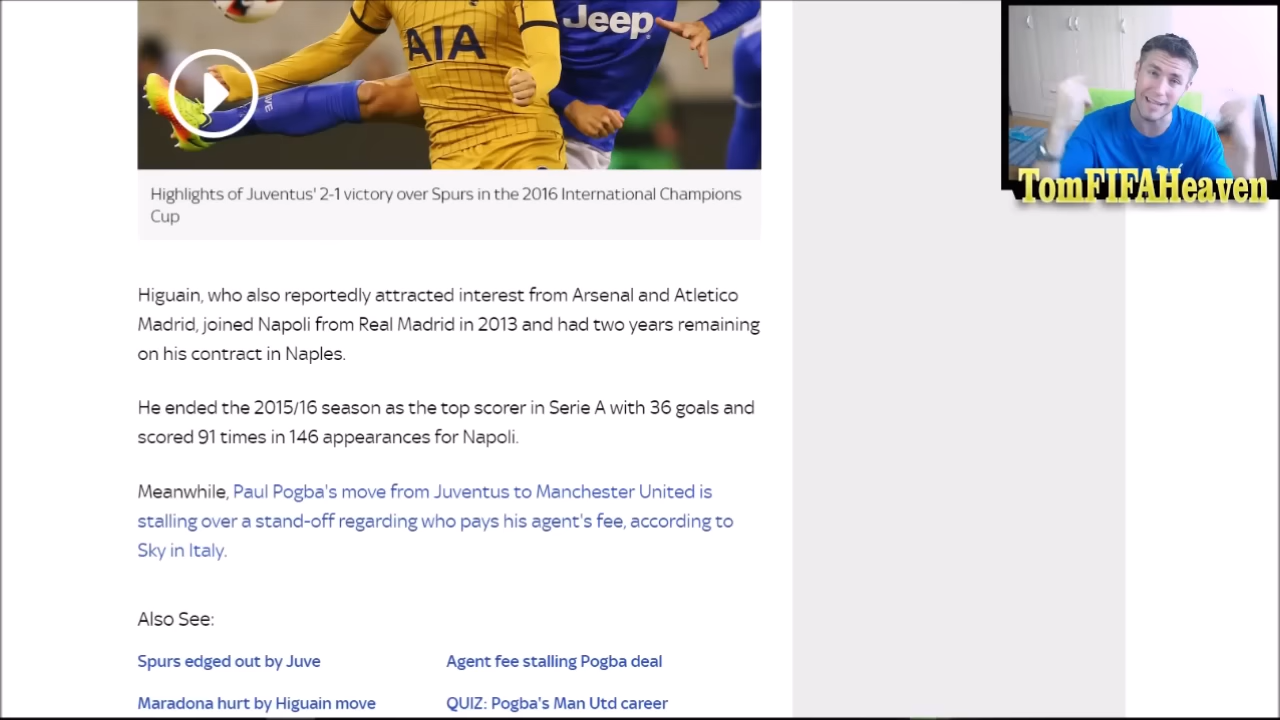 Jeep
AIA
TomFIFAHeaven
Highlights of Juventus' 2-1 victory over Spurs in the 2016 International Champions
Cup
Higuain, who also reportedly attracted interest from Arsenal and Atletico
Madrid, joined Napoli from Real Madrid in 2013 and had two years remaining
on his contract in Naples.
He ended the 2015/16 season as the top scorer in Serie A with 36 goals and
scored 91 times in 146 appearances for Napoli.
Meanwhile, Paul Pogba's move from Juventus to Manchester United is
stalling over a stand-off regarding who pays his agent's fee, according to
Sky in Italy.
Also See:
Spurs edged out by Juve
Agent fee stalling Pogba deal
Maradona hurt by Higuain move
QUIZ: Pogba's Man Utd career